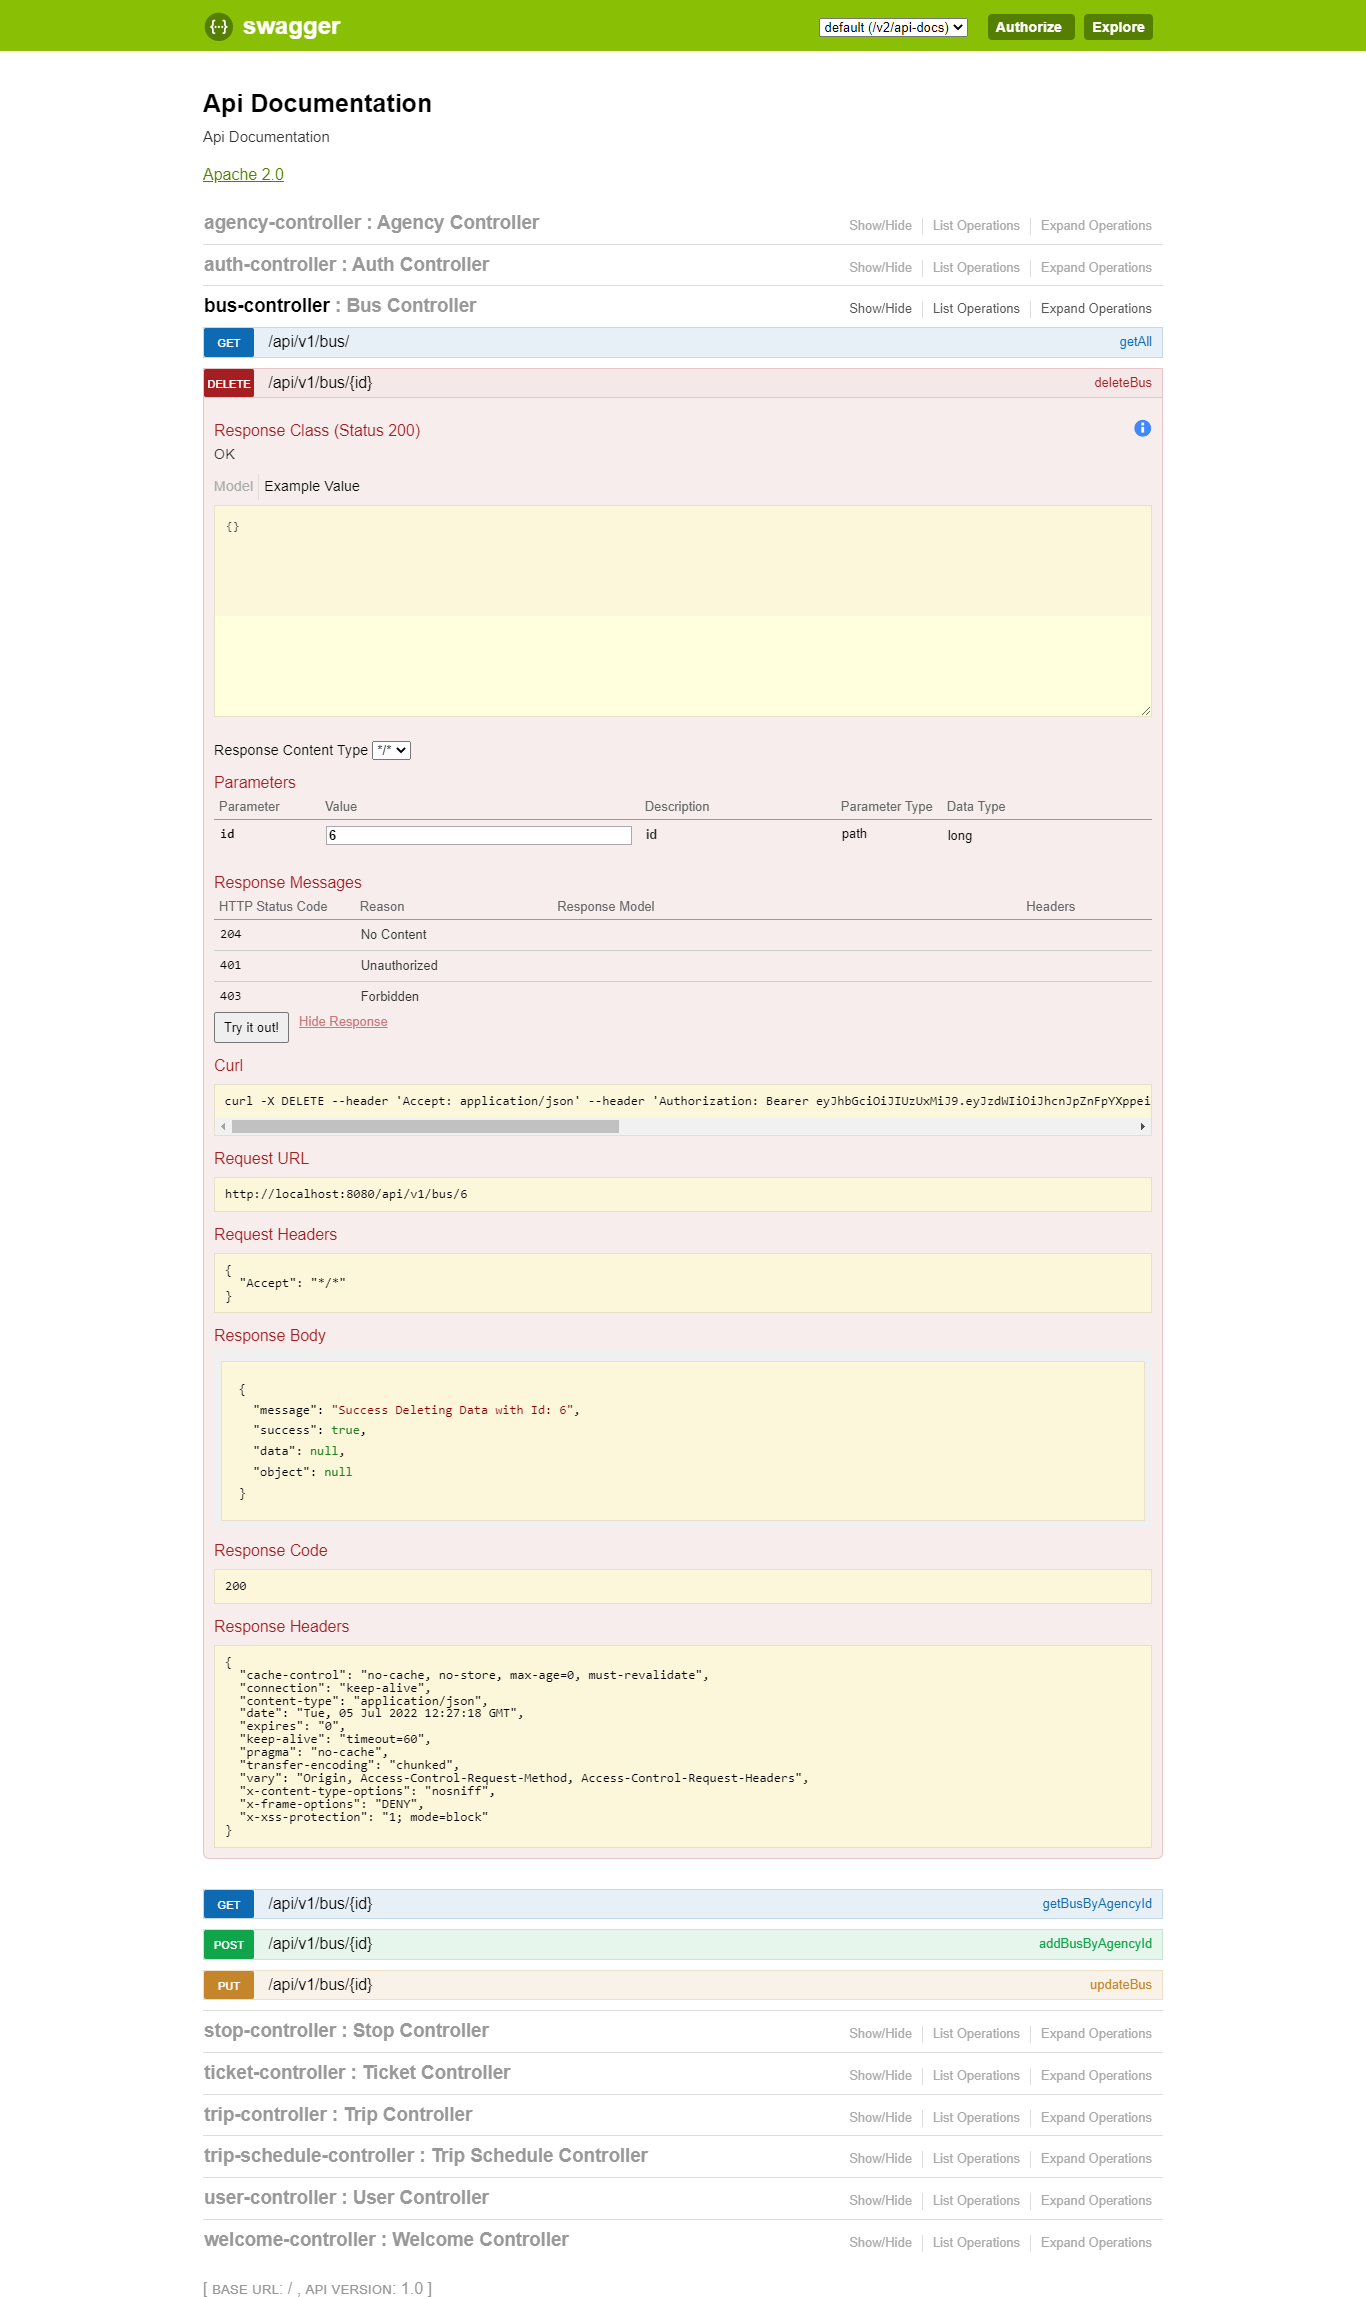 swagger
default (/v2/api-docs)
Authorize
Explore
Api Documentation
Api Documentation
Apache 2.0
agency-controller : Agency Controller
Show/Hide
List Operations
Expand Operations
auth-controller : Auth Controller
Show/Hide
List Operations
Expand Operations
bus-controller : Bus Controller
Show/Hide
List Operations
Expand Operations
GET /api/v1/bus/ getAll
DELETE /api/v1/bus/{id} deleteBus
Response Class (Status 200)
OK
Model Example Value
{}
Response Content Type */*
Parameters
Parameter Value Description Parameter Type Data Type
id 6 id path long
Response Messages
HTTP Status Code Reason Response Model Headers
204 No Content
401 Unauthorized
403 Forbidden
Try it out! Hide Response
Curl
curl -X DELETE --header 'Accept: application/json' --header 'Authorization: Bearer eyJhbGciOiJIUzUxMiJ9.eyJzdWIiOiJhcnJpZnFpYXppei
Request URL
http://localhost:8080/api/v1/bus/6
Request Headers
{
"Accept": "*/*"
}
Response Body
{
"message": "Success Deleting Data with Id: 6",
"success": true,
"data": null,
"object": null
}
Response Code
200
Response Headers
{
"cache-control": "no-cache, no-store, max-age=0, must-revalidate",
"connection": "keep-alive",
"content-type": "application/json",
"date": "Tue, 05 Jul 2022 12:27:18 GMT",
"expires": "0",
"keep-alive": "timeout=60",
"pragma": "no-cache",
"transfer-encoding": "chunked",
"vary": "Origin, Access-Control-Request-Method, Access-Control-Request-Headers",
"x-content-type-options": "nosniff",
"x-frame-options": "DENY",
"x-xss-protection": "1; mode=block"
}
GET /api/v1/bus/{id} getBusByAgencyId
POST /api/v1/bus/{id} addBusByAgencyId
PUT /api/v1/bus/{id} updateBus
stop-controller : Stop Controller
Show/Hide
List Operations
Expand Operations
ticket-controller : Ticket Controller
Show/Hide
List Operations
Expand Operations
trip-controller : Trip Controller
Show/Hide
List Operations
Expand Operations
trip-schedule-controller : Trip Schedule Controller
Show/Hide
List Operations
Expand Operations
user-controller : User Controller
Show/Hide
List Operations
Expand Operations
welcome-controller : Welcome Controller
Show/Hide
List Operations
Expand Operations
[ BASE URL: / , API VERSION: 1.0 ]